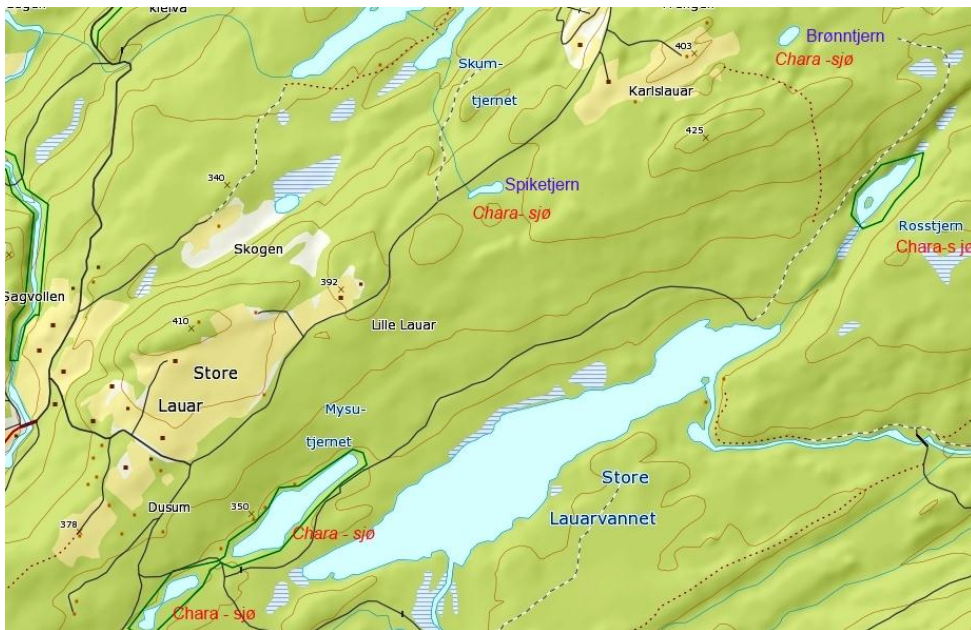 kleiva
Brønntjern
403
Chara -sjø
Skum-
tjernet
Karlslauar
425
340
Spiketjern
Chara- sjø
Rosstjern
Chara-s jø
Skogen
392
Sagvollen
410
Lille Lauar
Store
Lauar
Mysu-
tjernet
Store
Lauarvannet
350
Dusum
378
Chara - sjø
Chara - sjø